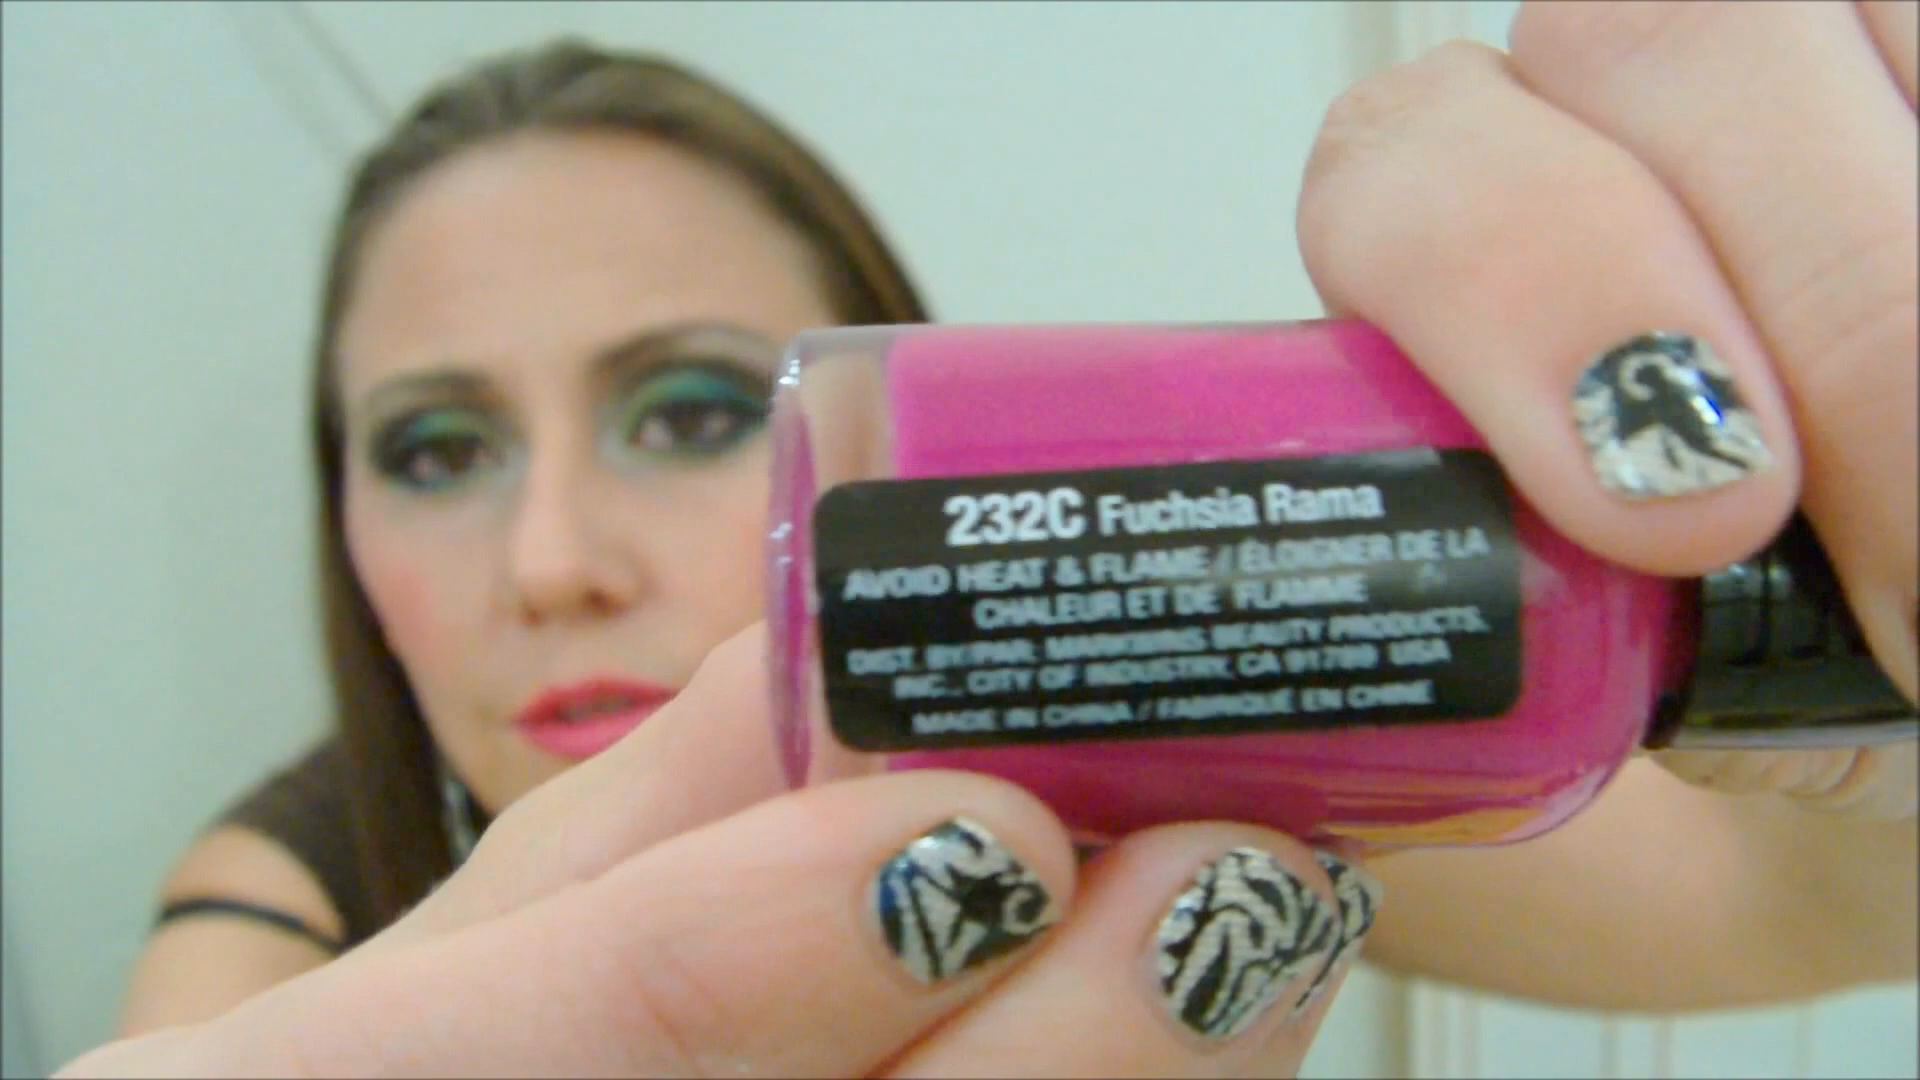 232C Fuchsia Rama
AVOID HEAT & FLAME / ÉLOIGNER DE LA
CHALEUR ET DE FLAMME
DIST. BY/PAR: MARKWINS BEAUTY PRODUCTS,
INC., CITY OF INDUSTRY, CA 91789 USA
MADE IN CHINA / FABRIQUÉ EN CHINE